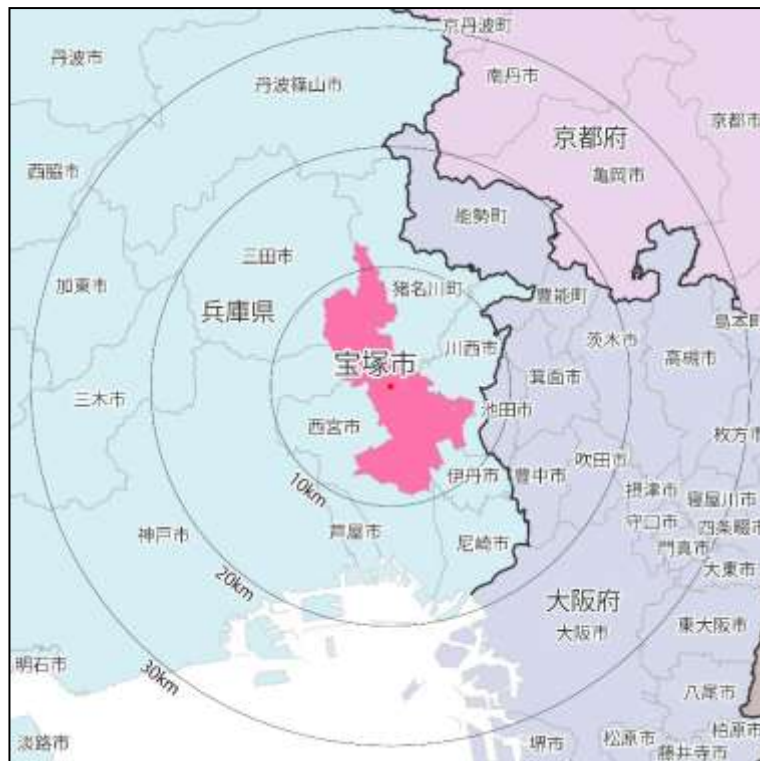 京丹波町
丹波市
南丹市
丹波篠山市
京都市
京都府
西脇市
亀岡市
能勢町
三田市
加東市
猪名川町
豊能町
兵庫県
島本町
茨木市
川西市
高槻市
宝塚市
箕面市
三木市
池田市
西宮市
枚方市
吹田市
伊丹市
豊中市
10km
摂津市
寝屋川市
守口市
四条畷市
神戸市
芦屋市
尼崎市
門真市
大東市
20km
大阪府
東大阪市
大阪市
明石市
30km
八尾市
柏原市
淡路市
堺市
松原市
藤井寺市